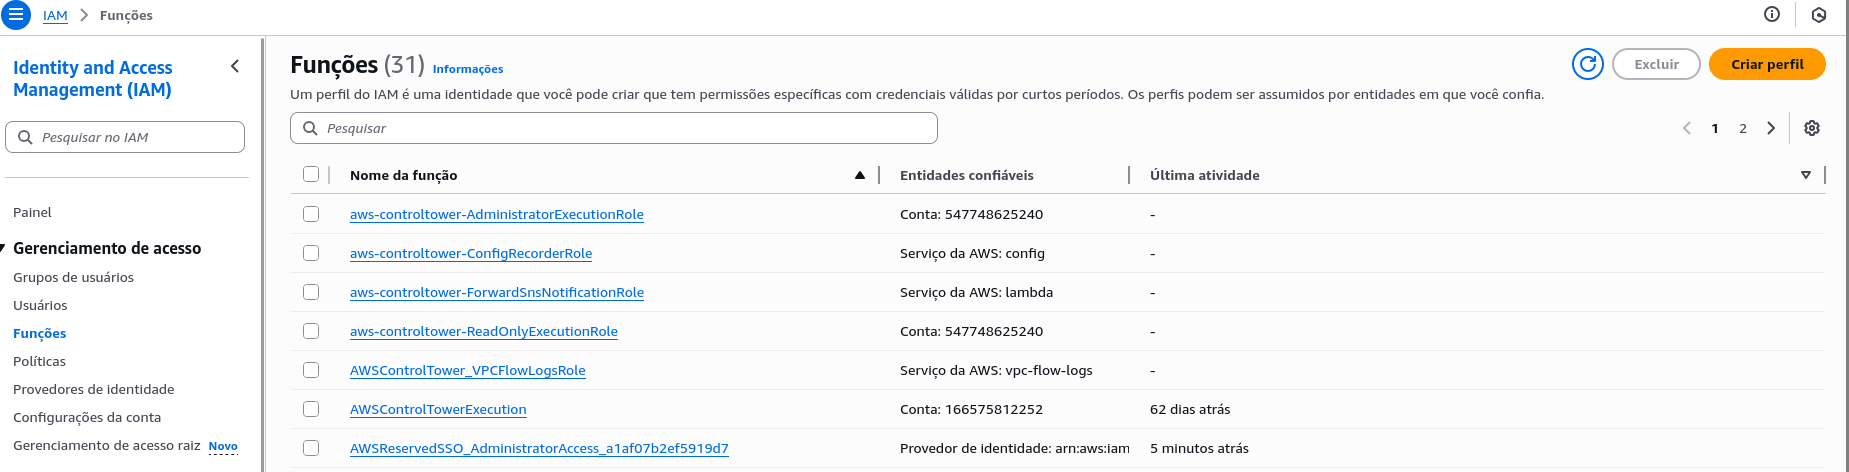 IAM > Funções
Identity and Access
Management (IAM)
Pesquisar no IAM
Painel
Gerenciamento de acesso
Grupos de usuários
Usuários
Funções
Políticas
Provedores de identidade
Configurações da conta
Gerenciamento de acesso raiz Novo
Funções (31) Informações
Excluir
Criar perfil
Um perfil do IAM é uma identidade que você pode criar que tem permissões específicas com credenciais válidas por curtos períodos. Os perfis podem ser assumidos por entidades em que você confia.
Pesquisar
1 2
Nome da função Entidades confiáveis Última atividade
aws-controltower-AdministratorExecutionRole Conta: 547748625240 -
aws-controltower-ConfigRecorderRole Serviço da AWS: config -
aws-controltower-ForwardSnsNotificationRole Serviço da AWS: lambda -
aws-controltower-ReadOnlyExecutionRole Conta: 547748625240 -
AWSControlTower_VPCFlowLogsRole Serviço da AWS: vpc-flow-logs -
AWSControlTowerExecution Conta: 166575812252 62 dias atrás
AWSReservedSSO_AdministratorAccess_a1af07b2ef5919d7 Provedor de identidade: arn:aws:iam 5 minutos atrás